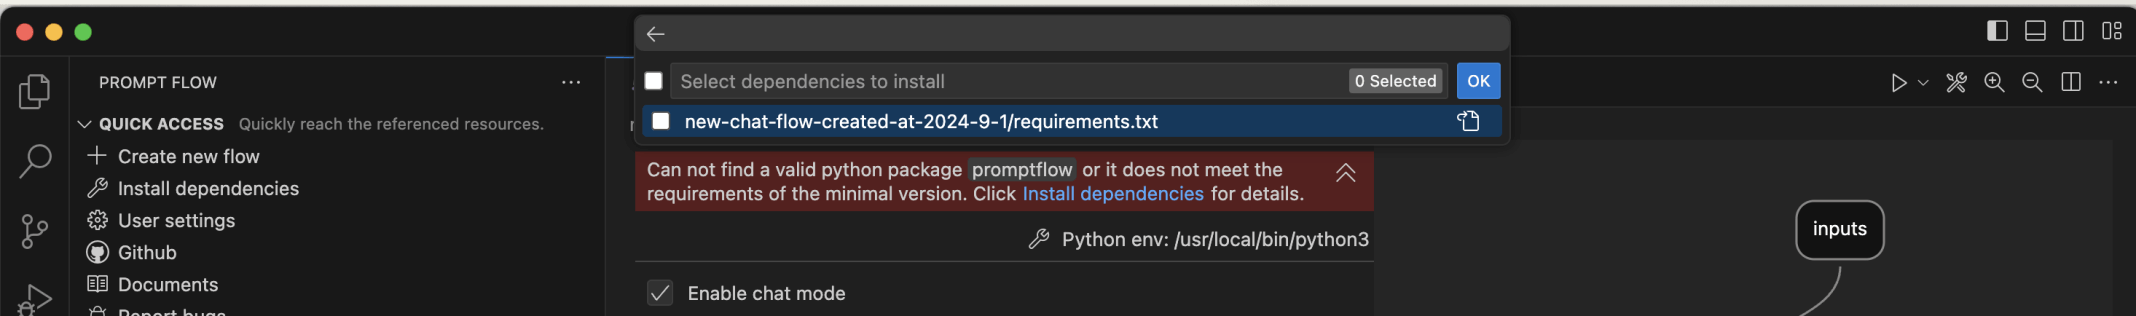 Select dependencies to install
0 Selected
OK
new-chat-flow-created-at-2024-9-1/requirements.txt
PROMPT FLOW
QUICK ACCESS Quickly reach the referenced resources.
Create new flow
Install dependencies
User settings
Github
Documents
Report bugs
Can not find a valid python package promptflow or it does not meet the
requirements of the minimal version. Click Install dependencies for details.
Python env: /usr/local/bin/python3
Enable chat mode
inputs